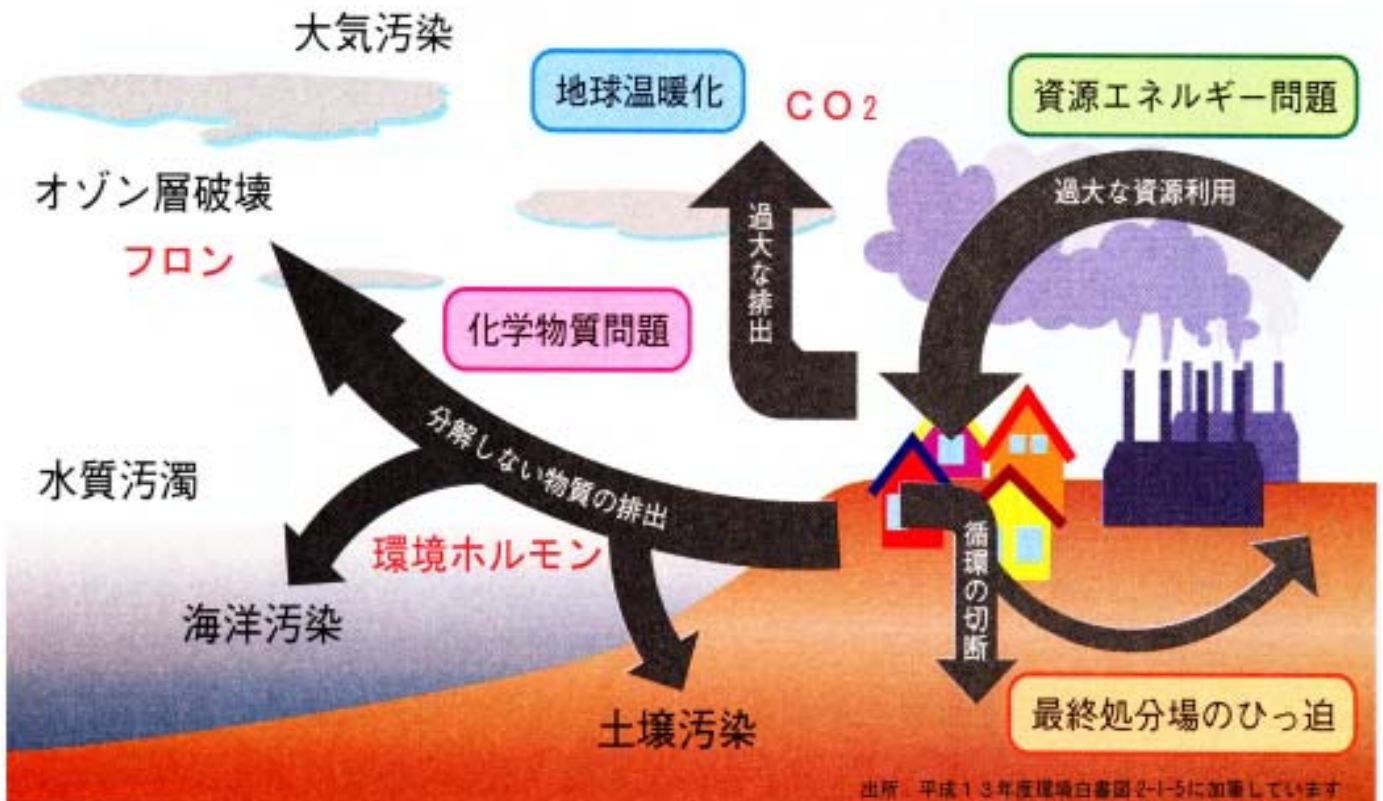 大気汚染
地球温暖化
CO2
資源エネルギー問題
オゾン層破壊
フロン
過大な排出
過大な資源利用
化学物質問題
分解しない物質の排出
水質汚濁
環境ホルモン
循環の切断
海洋汚染
土壌汚染
最終処分場のひっ迫
出所 平成13年度環境白書図2-1-5に加筆しています